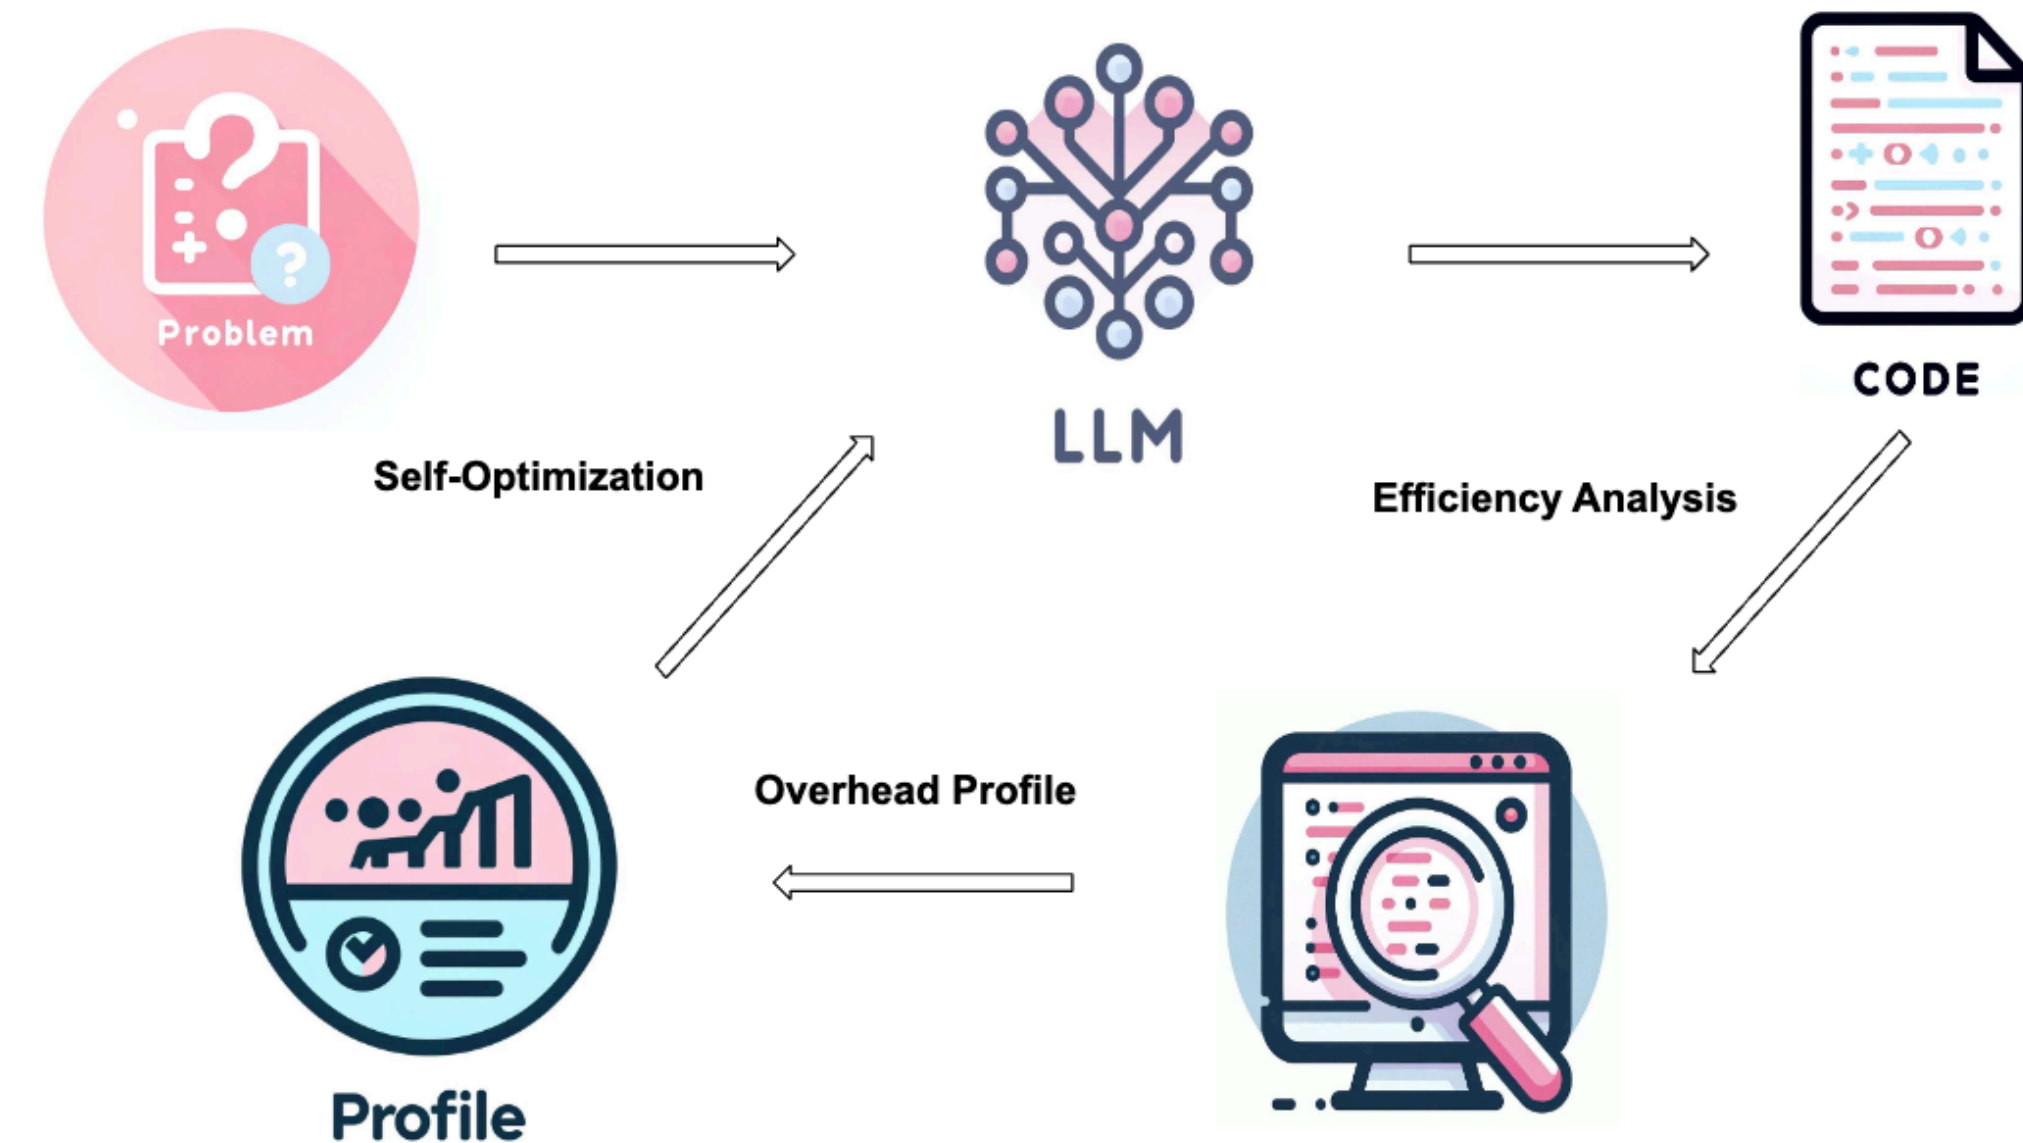 Problem
LLM
CODE
Self-Optimization
Efficiency Analysis
Overhead Profile
Profile